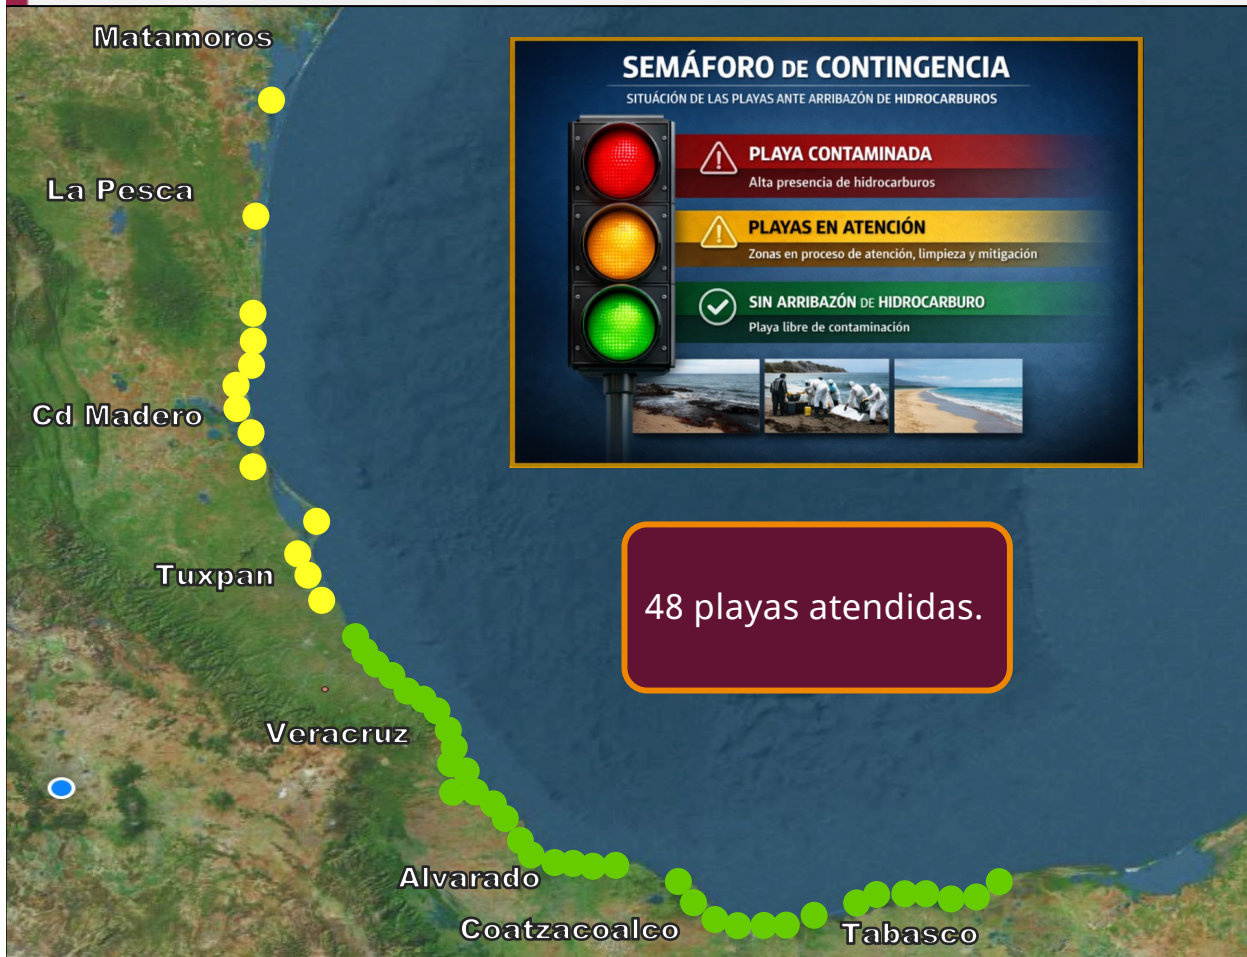 Matamoros
SEMÁFORO DE CONTINGENCIA
SITUÁCIÓN DE LAS PLAYAS ANTE ARRIBAZÓN DE HIDROCARBUROS
PLAYA CONTAMINADA
Alta presencia de hidrocarburos
La Pesca
PLAYAS EN ATENCIÓN
Zonas en proceso de atención, limpieza y mitigación
SIN ARRIBAZÓN DE HIDROCARBURO
Playa libre de contaminación
Cd Madero
Tuxpan
48 playas atendidas.
Veracruz
Alvarado
Coatzacoalco
Tabasco